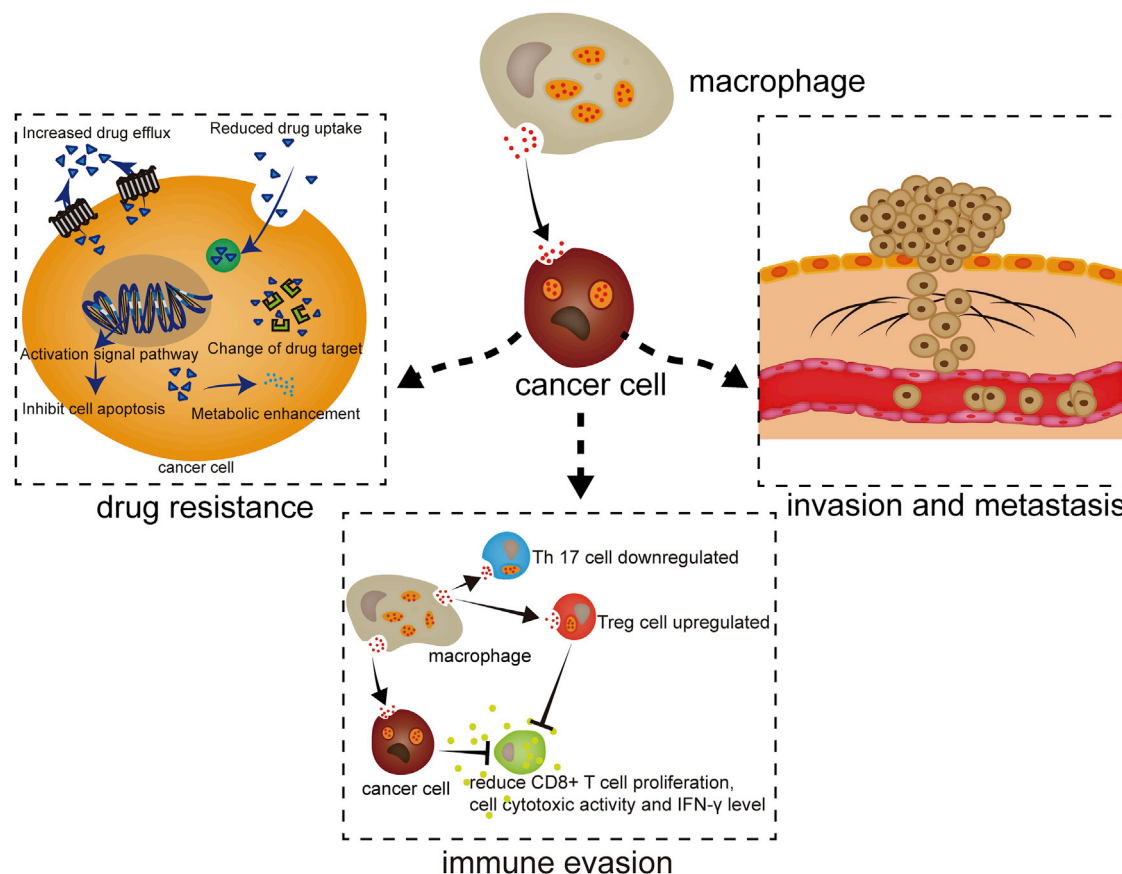 macrophage
Increased drug efflux
Reduced drug uptake
Activation signal pathway
Change of drug target
Inhibit cell apoptosis
Metabolic enhancement
cancer cell
drug resistance
cancer cell
invasion and metastasis
Th 17 cell downregulated
Treg cell upregulated
macrophage
cancer cell
reduce CD8+ T cell proliferation,
cell cytotoxic activity and IFN-γ level
immune evasion